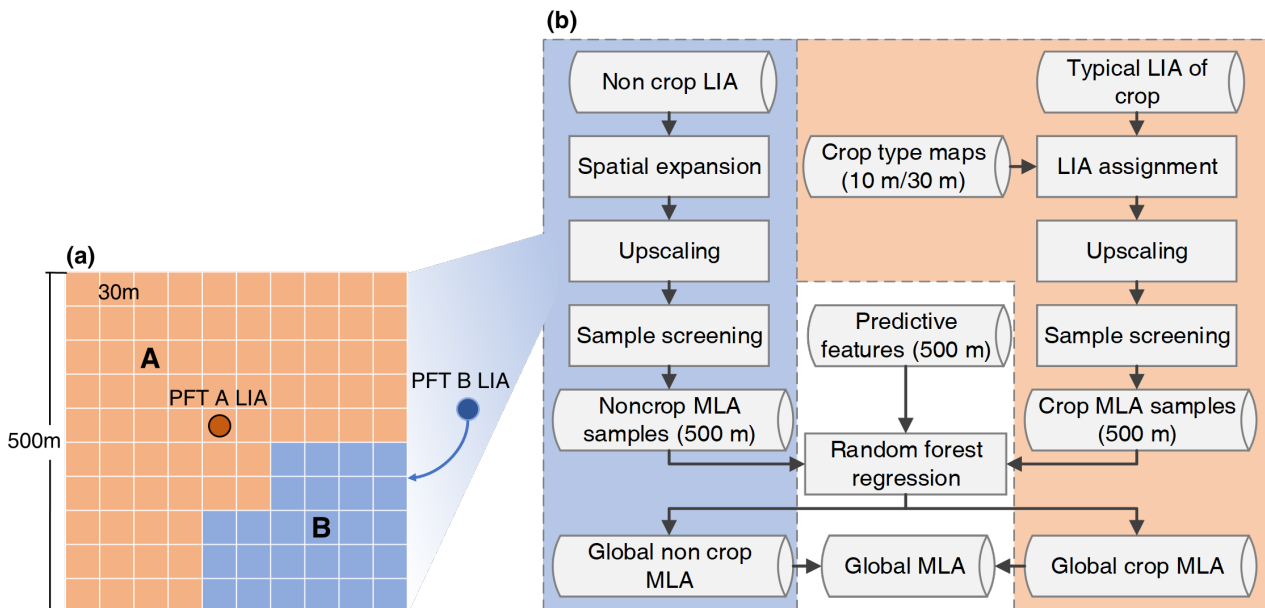 (a)
30m
A
PFT A LIA
500m
B
PFT B LIA
(b)
Non crop LIA
Spatial expansion
Upscaling
Sample screening
Noncrop MLA
samples (500 m)
Global non crop
MLA
Crop type maps
(10 m/30 m)
Predictive
features (500 m)
Random forest
regression
Global MLA
Typical LIA of
crop
LIA assignment
Upscaling
Sample screening
Crop MLA samples
(500 m)
Global crop MLA